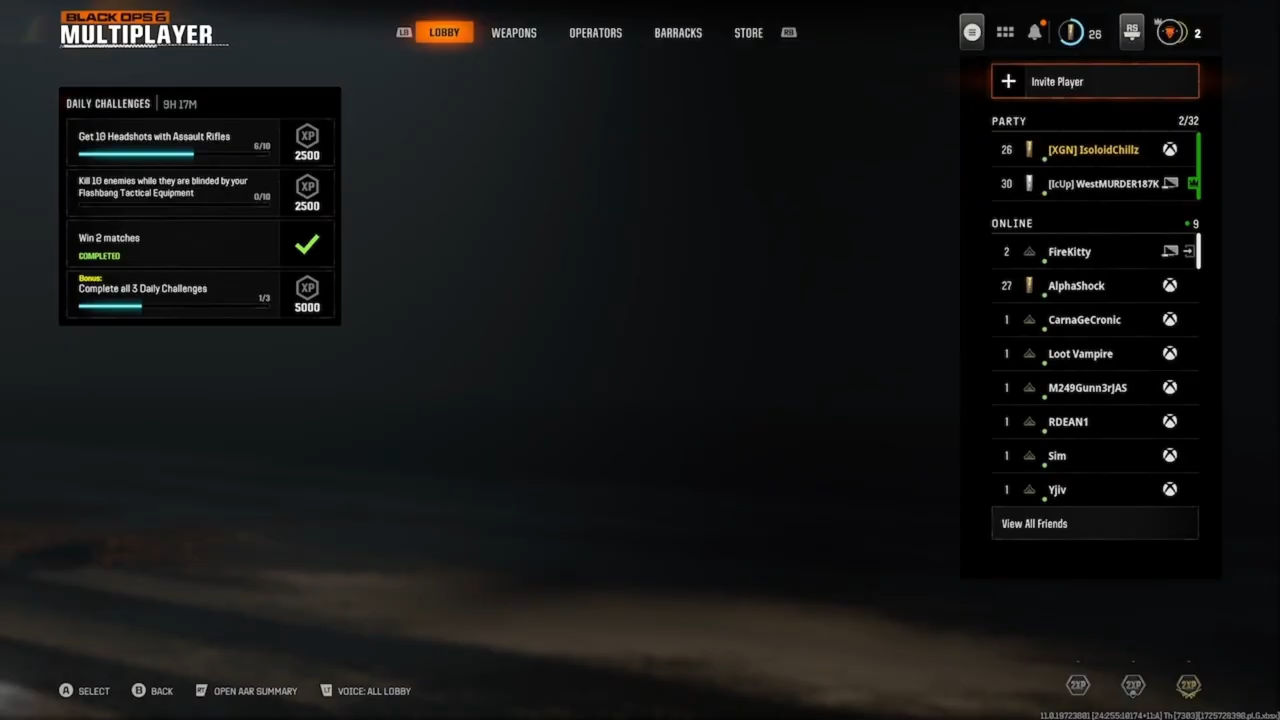 BLACK OPS 6
MULTIPLAYER
LB
LOBBY
WEAPONS
OPERATORS
BARRACKS
STORE
RB
26
RS
2
DAILY CHALLENGES
9H 17M
Get 10 Headshots with Assault Rifles
6/10
XP
2500
Kill 10 enemies while they are blinded by your
Flashbang Tactical Equipment
0/10
XP
2500
Win 2 matches
COMPLETED
Bonus:
Complete all 3 Daily Challenges
1/3
XP
5000
Invite Player
PARTY
2/32
26 [XGN] IsoloidChillz
30 [IcUp] WestMURDER187K
ONLINE
9
2 FireKitty
27 AlphaShock
1 CarnaGeCronic
1 Loot Vampire
1 M249Gunn3rJAS
1 RDEAN1
1 Sim
1 Yjiv
View All Friends
A SELECT
B BACK
RT OPEN AAR SUMMARY
LT VOICE: ALL LOBBY
2XP
2XP
2XP